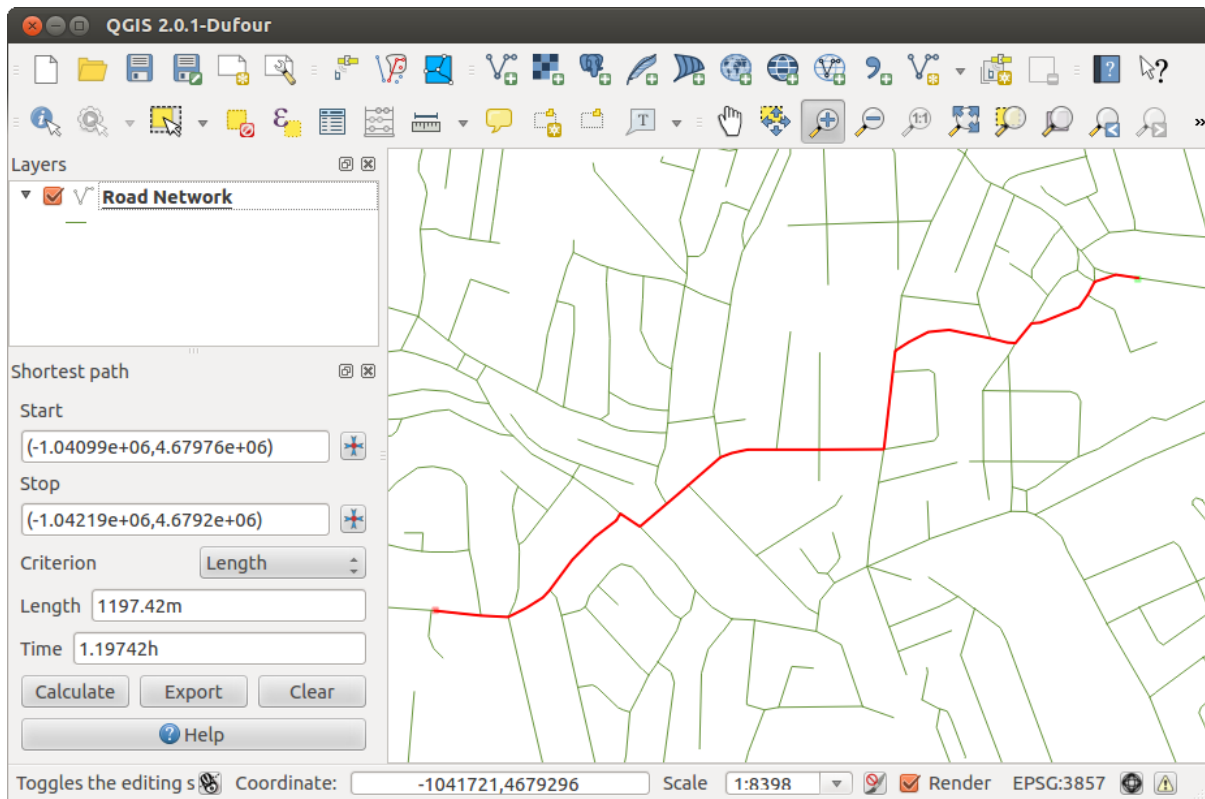 QGIS 2.0.1-Dufour
1:1
T
?
?
ε
»
Layers
Road Network
Shortest path
Start
(-1.04099e+06,4.67976e+06)
Stop
(-1.04219e+06,4.6792e+06)
Criterion Length
Length 1197.42m
Time 1.19742h
Calculate Export Clear
? Help
Toggles the editing s Coordinate: -1041721,4679296 Scale 1:8398 Render EPSG:3857